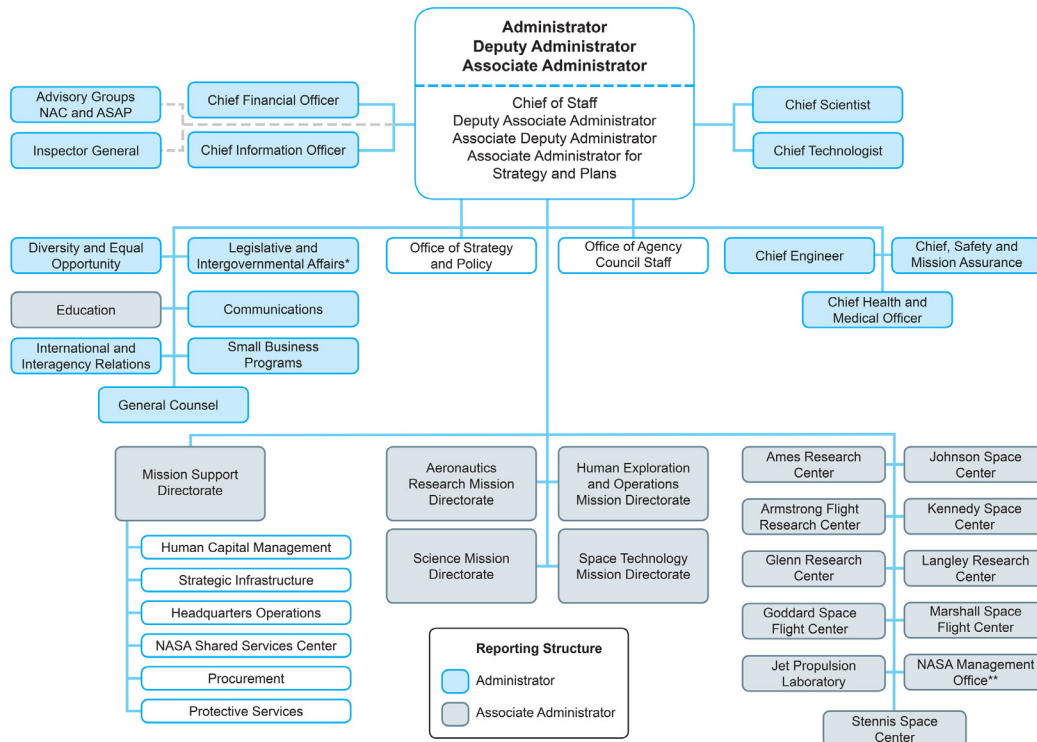 Administrator
Deputy Administrator
Associate Administrator
Chief of Staff
Deputy Associate Administrator
Associate Deputy Administrator
Associate Administrator for
Strategy and Plans
Advisory Groups
NAC and ASAP
Chief Financial Officer
Inspector General
Chief Information Officer
Chief Scientist
Chief Technologist
Diversity and Equal
Opportunity
Legislative and
Intergovernmental Affairs*
Education
Communications
International and
Interagency Relations
Small Business
Programs
General Counsel
Office of Strategy
and Policy
Office of Agency
Council Staff
Chief Engineer
Chief, Safety and
Mission Assurance
Chief Health and
Medical Officer
Mission Support
Directorate
Human Capital Management
Strategic Infrastructure
Headquarters Operations
NASA Shared Services Center
Procurement
Protective Services
Aeronautics
Research Mission
Directorate
Human Exploration
and Operations
Mission Directorate
Science Mission
Directorate
Space Technology
Mission Directorate
Ames Research
Center
Johnson Space
Center
Armstrong Flight
Research Center
Kennedy Space
Center
Glenn Research
Center
Langley Research
Center
Goddard Space
Flight Center
Marshall Space
Flight Center
Jet Propulsion
Laboratory
NASA Management
Office**
Stennis Space
Center
Reporting Structure
Administrator
Associate Administrator